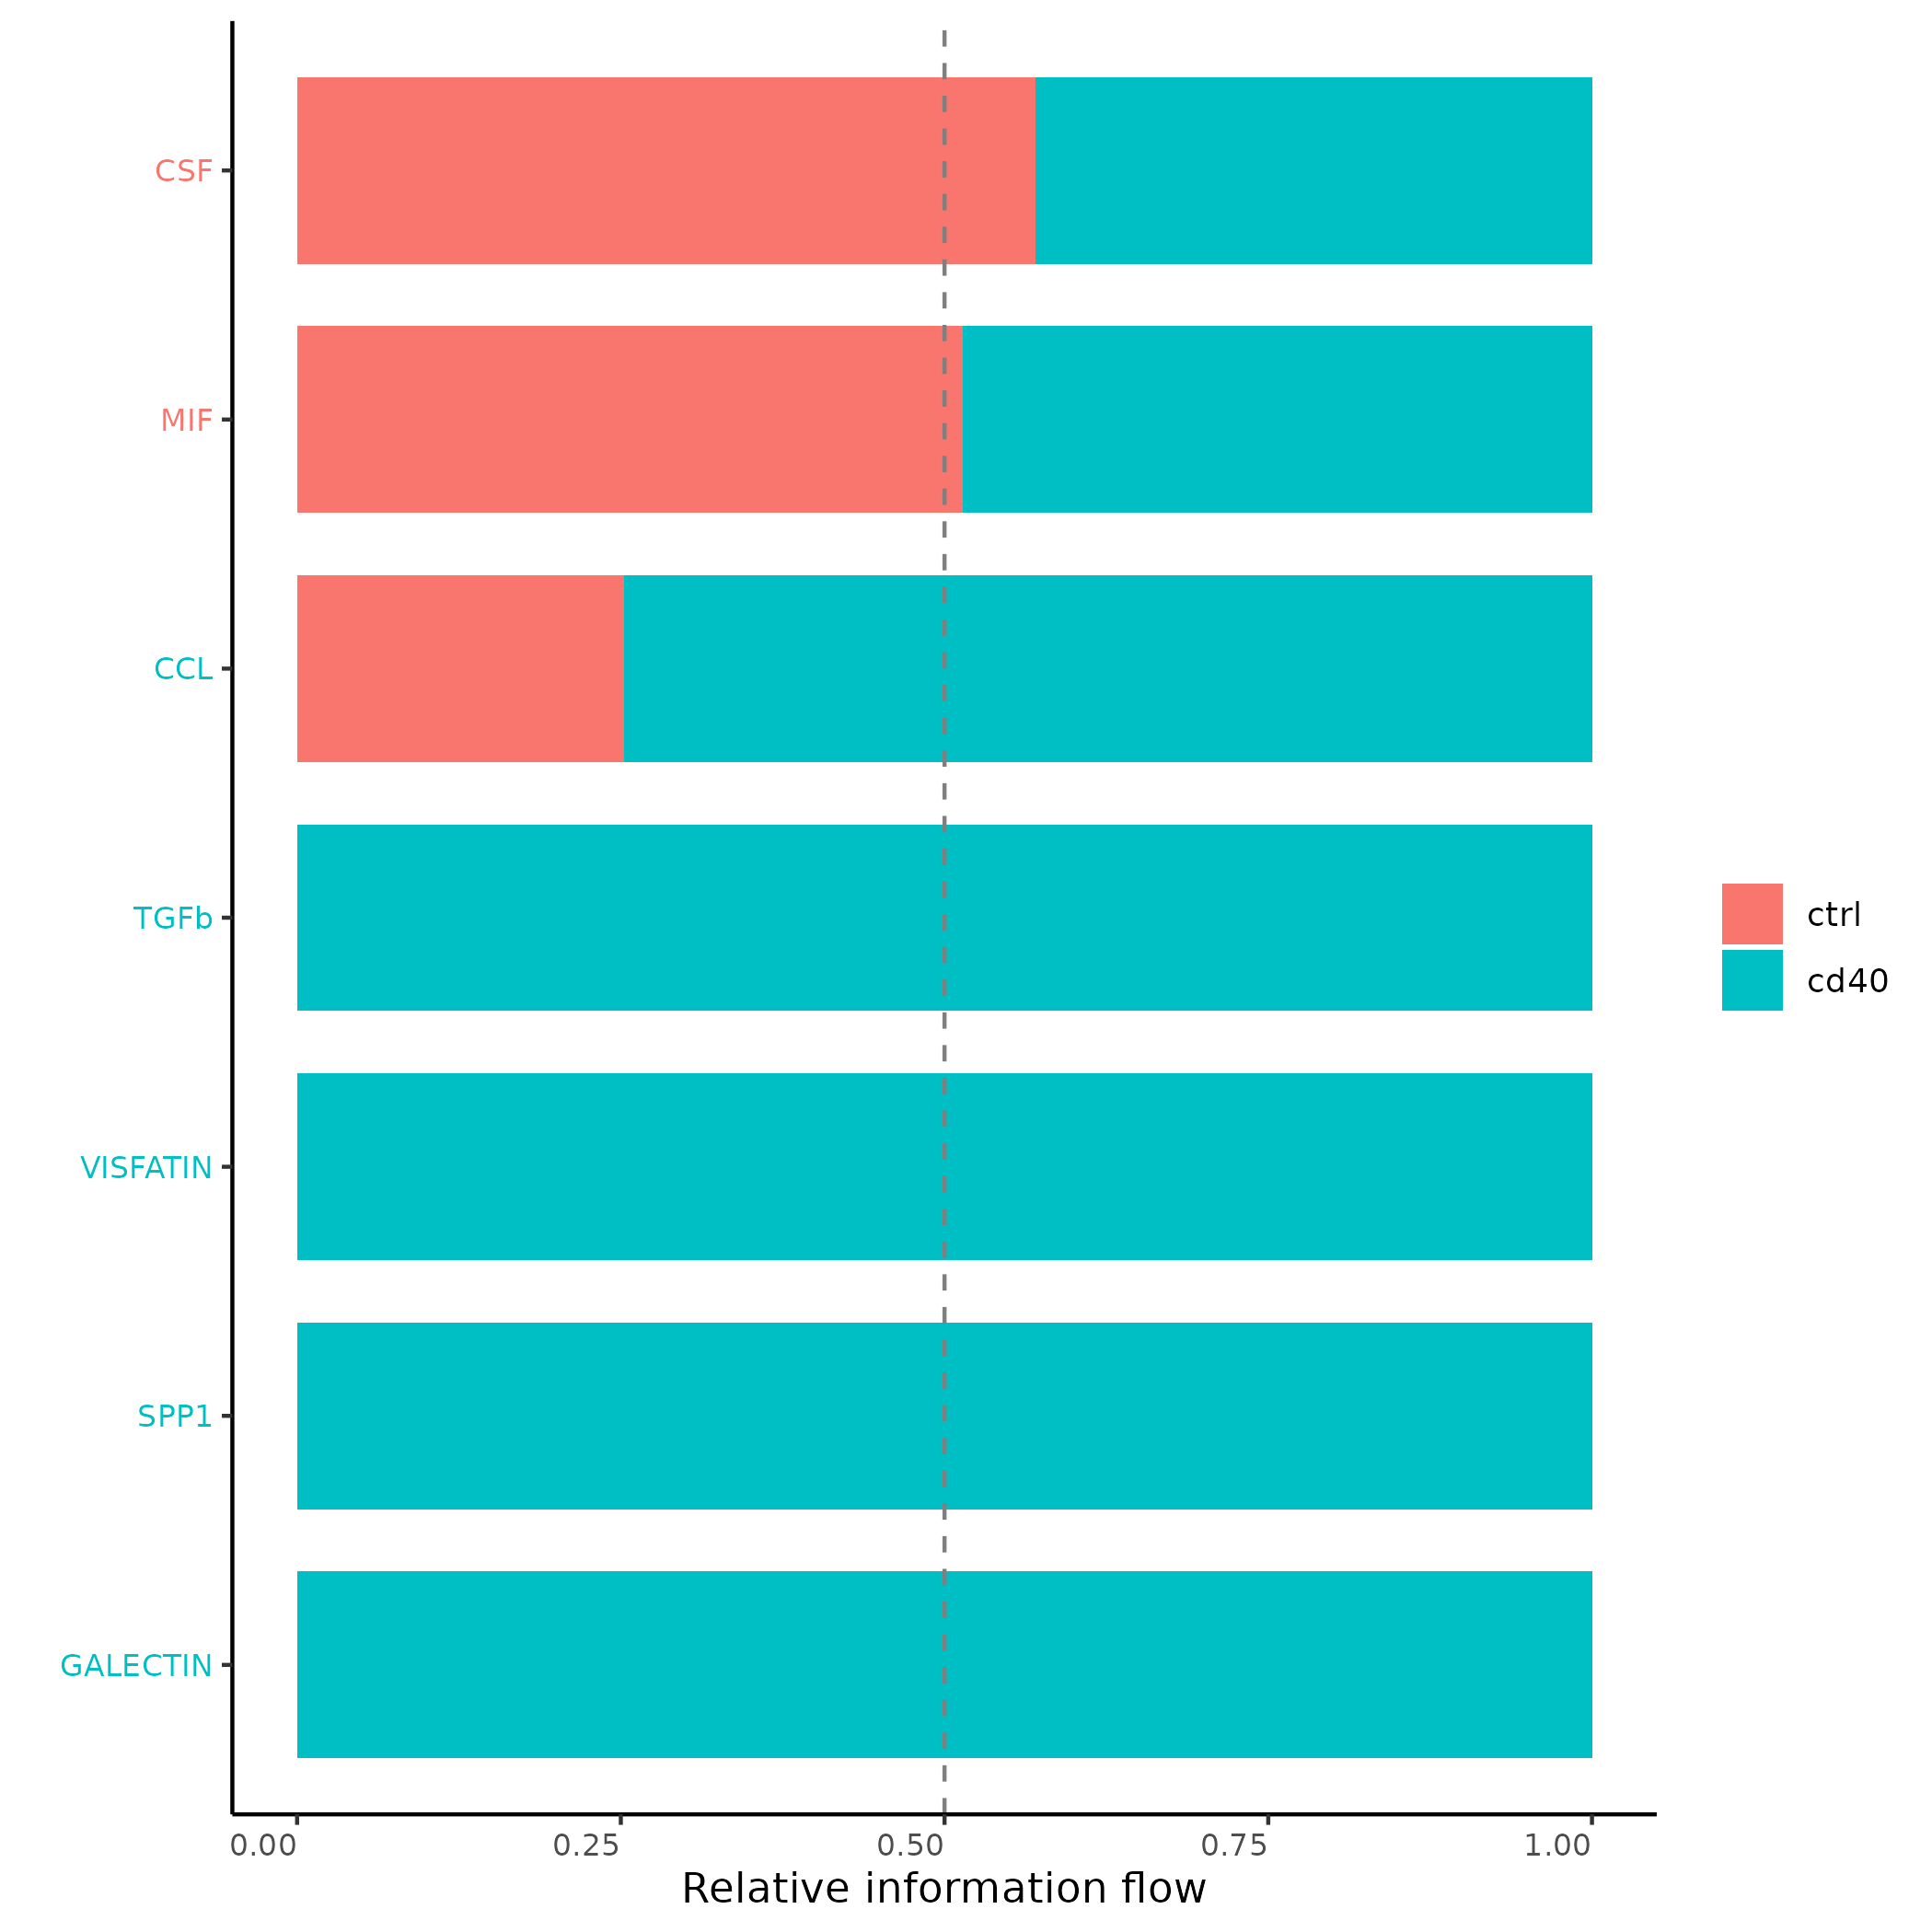 CSF
MIF
CCL
TGFb
VISFATIN
SPP1
GALECTIN
0.00 0.25 0.50 0.75 1.00
Relative information flow
ctrl
cd40